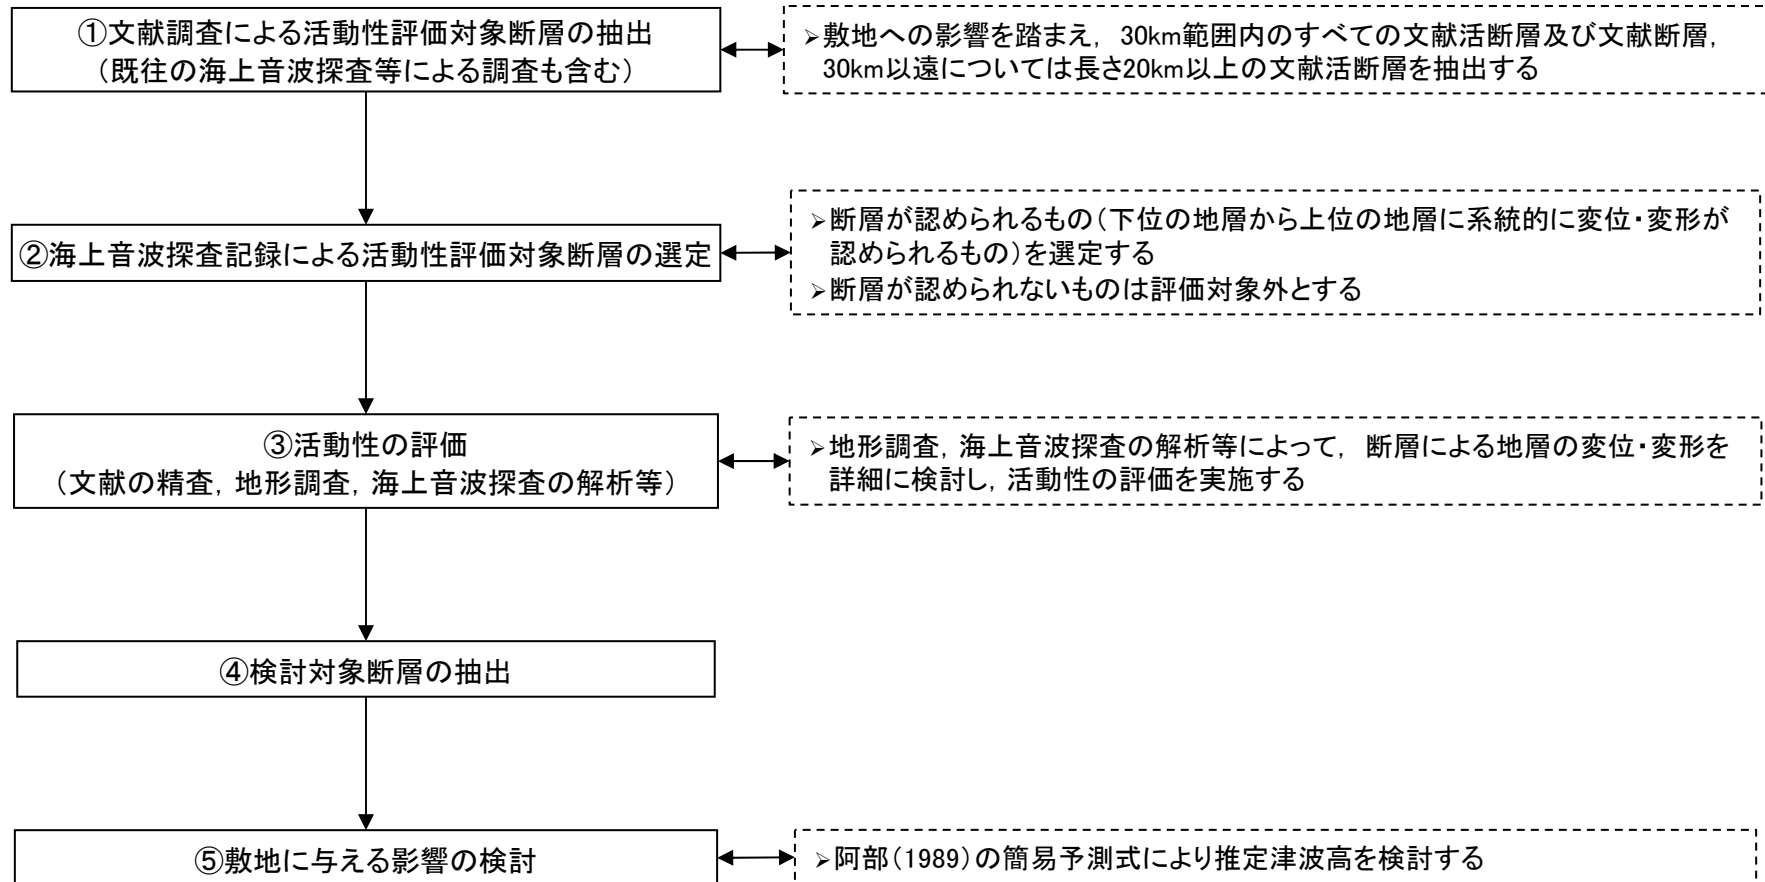 ①文献調査による活動性評価対象断層の抽出
(既往の海上音波探査等による調査も含む)
➢敷地への影響を踏まえ，30km範囲内のすべての文献活断層及び文献断層，
30km以遠については長さ20km以上の文献活断層を抽出する
②海上音波探査記録による活動性評価対象断層の選定
➢断層が認められるもの(下位の地層から上位の地層に系統的に変位・変形が
認められるもの)を選定する
➢断層が認められないものは評価対象外とする
③活動性の評価
(文献の精査，地形調査，海上音波探査の解析等)
➢地形調査，海上音波探査の解析等によって，断層による地層の変位・変形を
詳細に検討し，活動性の評価を実施する
④検討対象断層の抽出
⑤敷地に与える影響の検討
➢阿部(1989)の簡易予測式により推定津波高を検討する